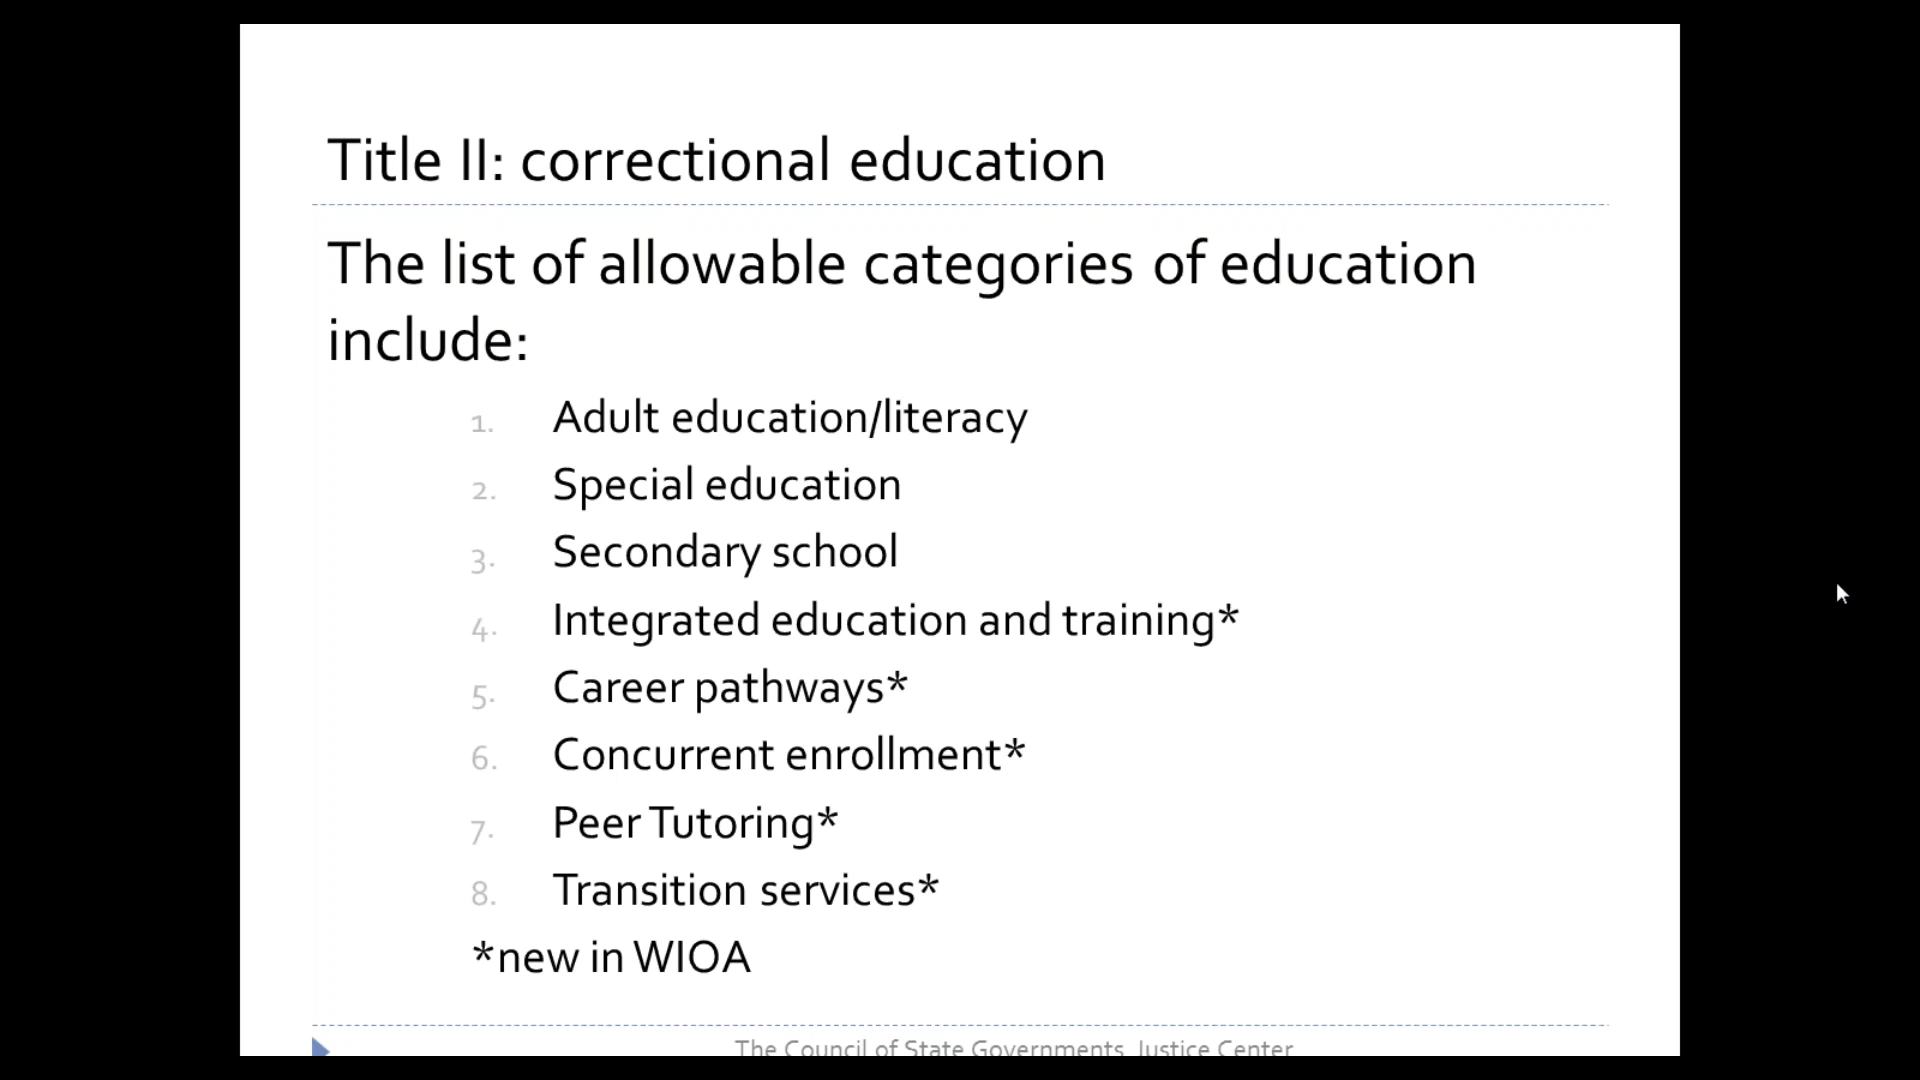 Title II: correctional education
The list of allowable categories of education
include:
1. Adult education/literacy
2. Special education
3. Secondary school
4. Integrated education and training*
5. Career pathways*
6. Concurrent enrollment*
7. Peer Tutoring*
8. Transition services*
*new in WIOA
The Council of State Governments Justice Center